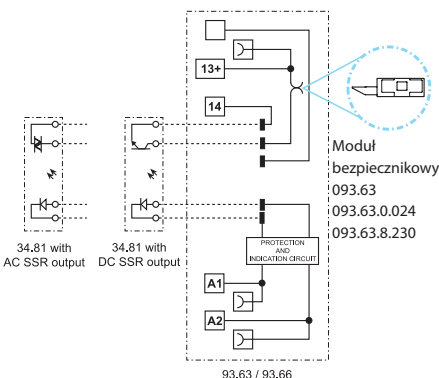 13+
14
Moduł
bezpiecznikowy
093.63
093.63.0.024
093.63.8.230
34.81 with
AC SSR output
34.81 with
DC SSR output
PROTECTION
AND
INDICATION CIRCUIT
A1
A2
93.63 / 93.66